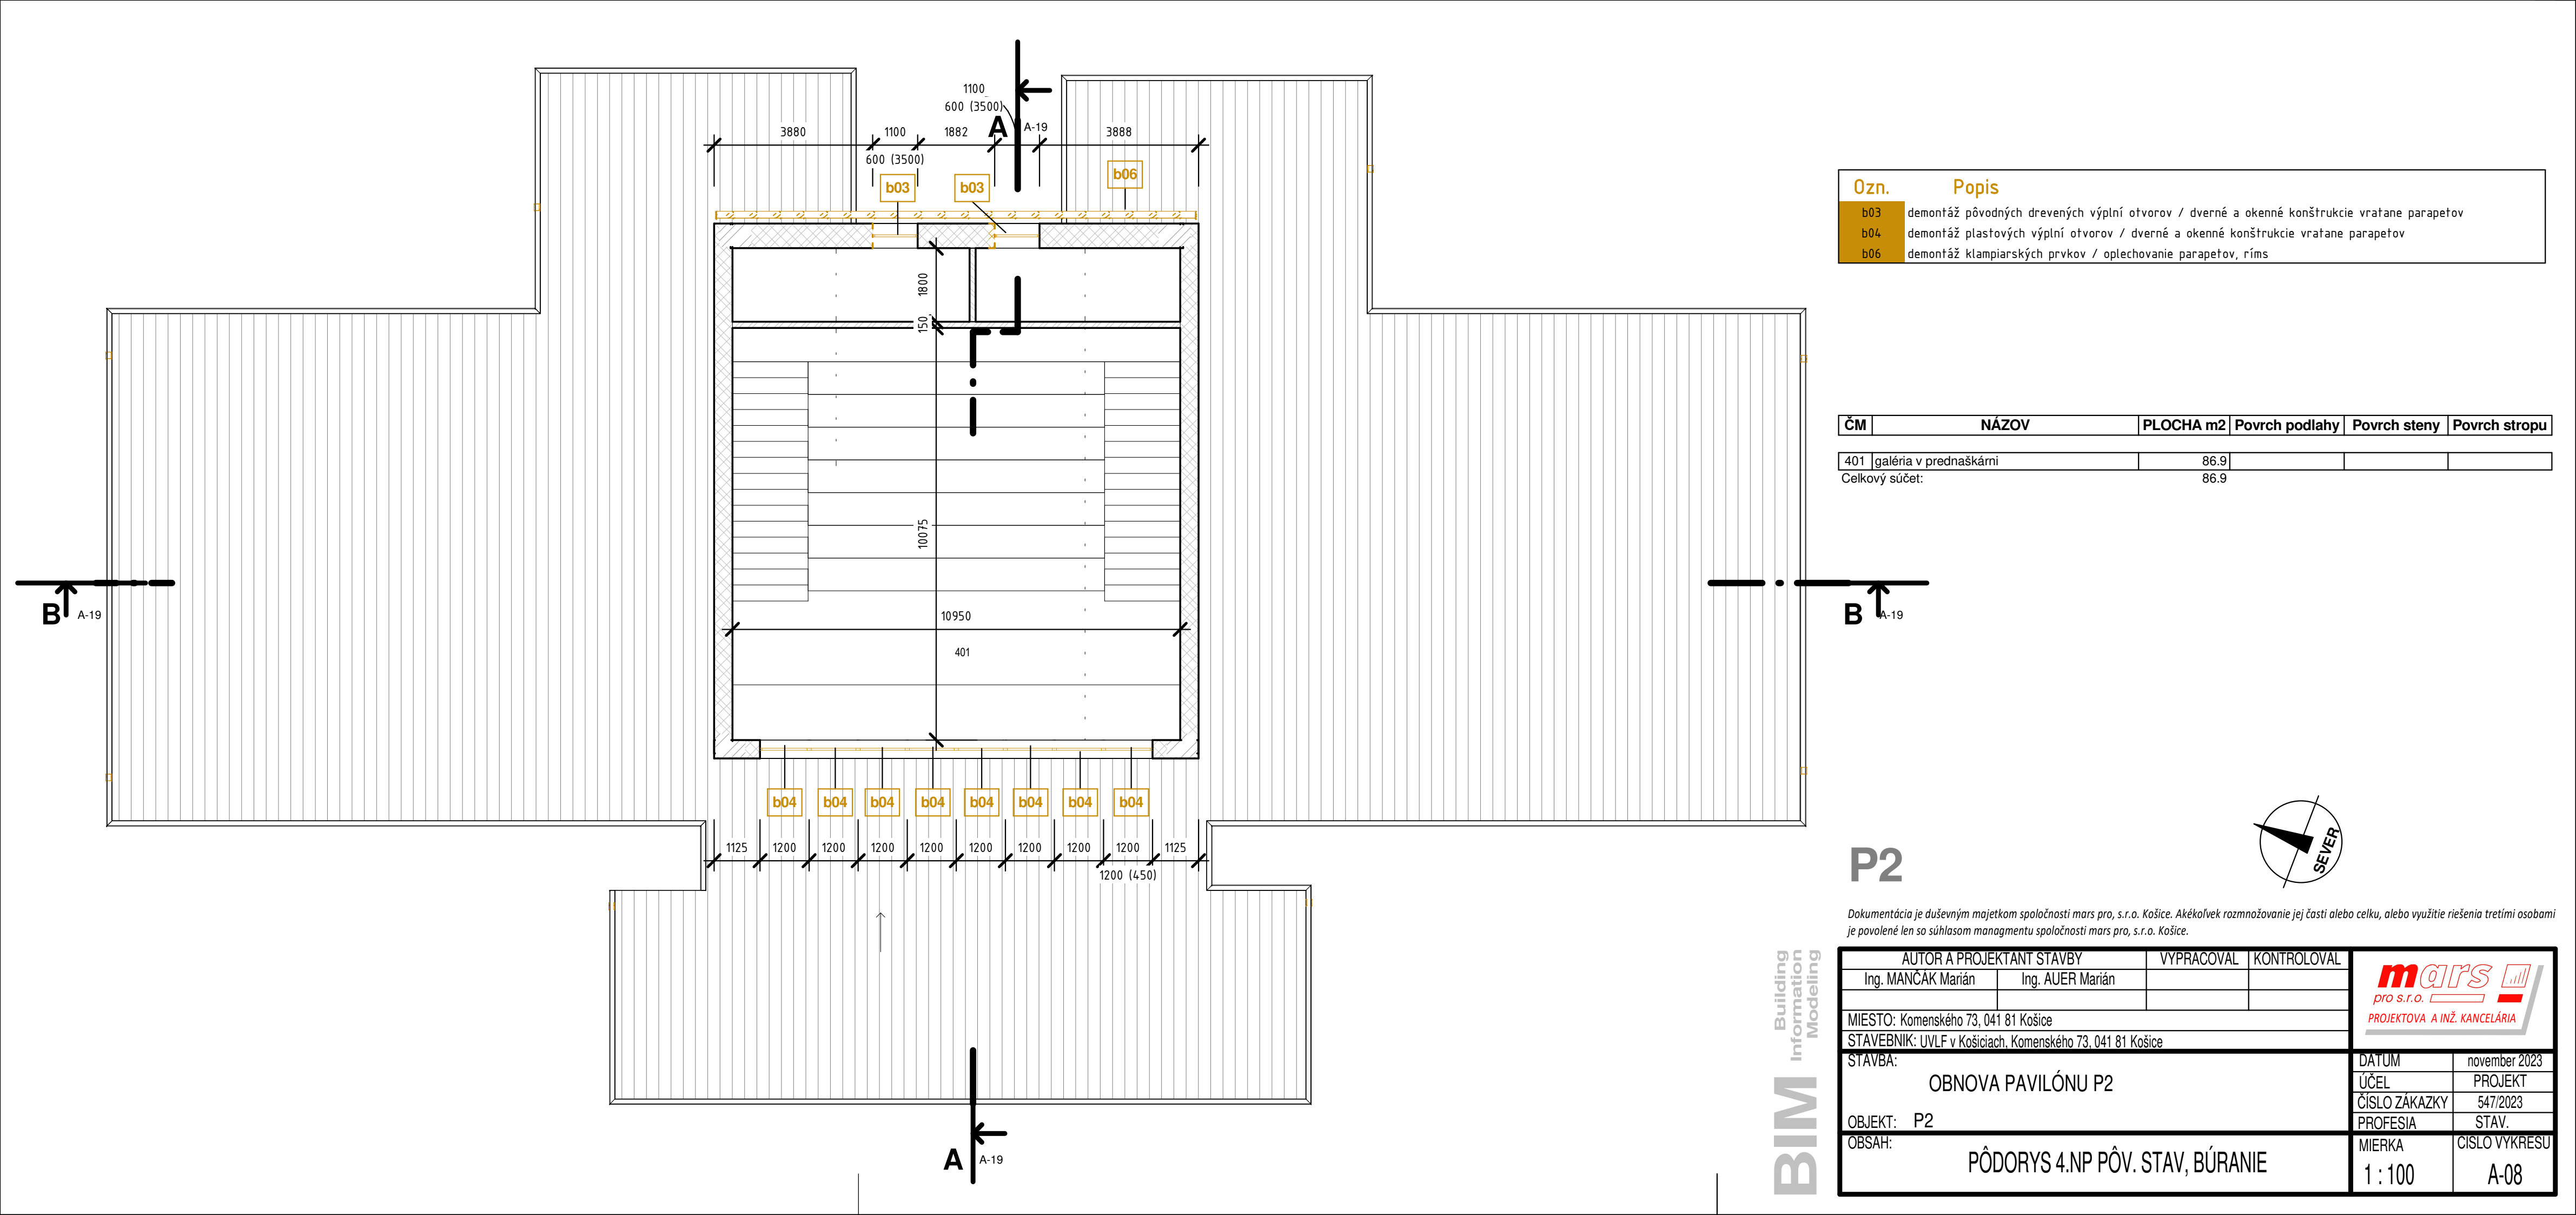 1100
600 (3500)
A
A-19
3880
1100
1882
3888
600 (3500)
b03
b03
b06
1800
150
10075
10950
401
B
A-19
B
A-19
b04
b04
b04
b04
b04
b04
b04
b04
1125
1200
1200
1200
1200
1200
1200
1200
1200
1125
1200 (450)
A
A-19
Ozn. Popis
b03 demontáž pôvodných drevených výplní otvorov / dverné a okenné konštrukcie vratane parapetov
b04 demontáž plastových výplní otvorov / dverné a okenné konštrukcie vratane parapetov
b06 demontáž klampiarských prvkov / oplechovanie parapetov, ríms
ČM NÁZOV PLOCHA m2 Povrch podlahy Povrch steny Povrch stropu
401 galéria v prednaškárni 86.9
Celkový súčet: 86.9
SEVER
P2
Dokumentácia je duševným majetkom spoločnosti mars pro, s.r.o. Košice. Akékoľvek rozmnožovanie jej časti alebo celku, alebo využitie riešenia tretími osobami
je povolené len so súhlasom managmentu spoločnosti mars pro, s.r.o. Košice.
BIM Building
Information
Modeling
AUTOR A PROJEKTANT STAVBY VYPRACOVAL KONTROLOVAL
Ing. MANČÁK Marián Ing. AUER Marián
MIESTO: Komenského 73, 041 81 Košice
STAVEBNIK: UVLF v Košiciach, Komenského 73, 041 81 Košice
mars
pro s.r.o.
PROJEKTOVA A INŽ. KANCELÁRIA
STAVBA:
OBNOVA PAVILÓNU P2
OBJEKT: P2
DÁTUM november 2023
ÚČEL PROJEKT
ČÍSLO ZÁKAZKY 547/2023
PROFESIA STAV.
OBSAH:
PÔDORYS 4.NP PÔV. STAV, BÚRANIE
MIERKA
1 : 100
ČÍSLO VÝKRESU
A-08